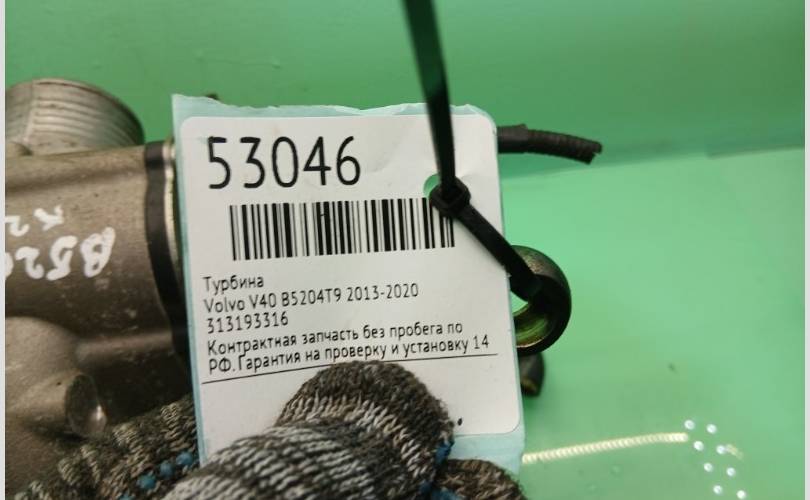 53046
Турбина
Volvo V40 B5204T9 2013-2020
313193316
Контрактная запчасть без пробега по
РФ.Гарантия на проверку и установку 14